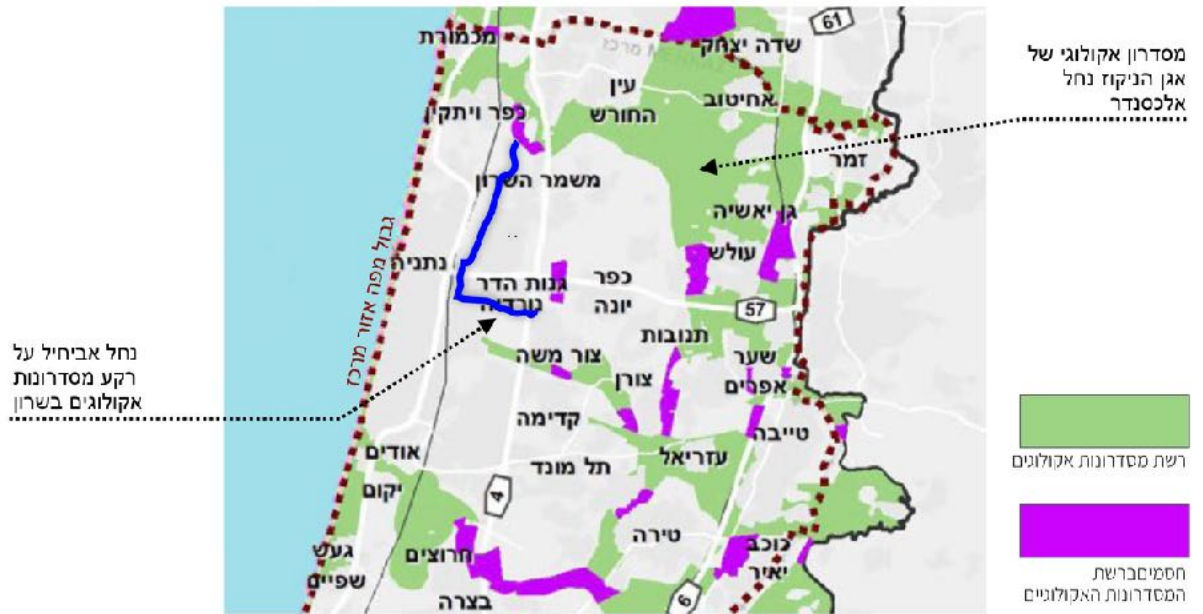 מסדרון אקולוגי של
אגן הניקוז נחל
אלכסנדר
61
מכמורת
שדה יצחק
מרכז
עין
החורש
אחיטוב
כפר ויתקין
זמר
משמר השרון
גן יאשיה
עולש
גבול מפה אזור מרכז
נתניה
גנות הדר
כפר
יונה
נורדיה
57
תנובות
נחל אביחיל על
רקע מסדרונות
אקולוגים בשרון
צור משה
צורן
שער
אפרים
קדימה
טייבה
אודים
תל מונד
עזריאל
רשת מסדרונות אקולוגים
יקום
4
טירה
כוכב
יאיר
חרוצים
געש
שפיים
בצרה
6
חסמיםברשת
המסדרונות האקולוגיים